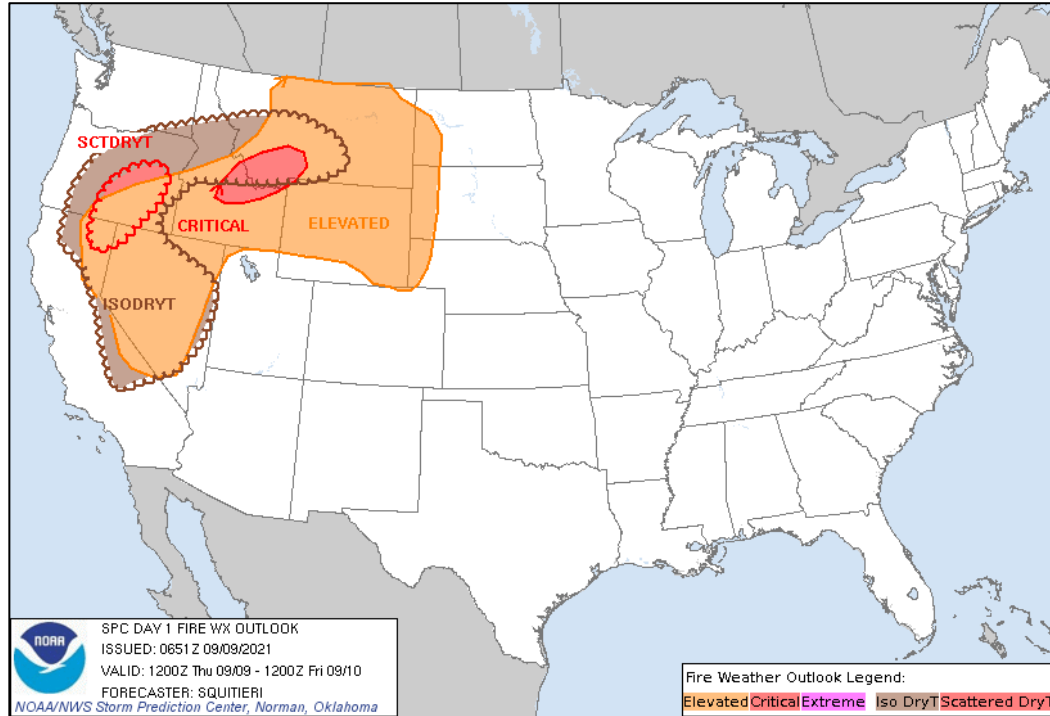 SCTDRYT
CRITICAL
ELEVATED
ISODRYT
NOAA
SPC DAY 1 FIRE WX OUTLOOK
ISSUED: 0651Z 09/09/2021
VALID: 1200Z Thu 09/09 - 1200Z Fri 09/10
FORECASTER: SQUITIERI
NOAA/NWS Storm Prediction Center, Norman, Oklahoma
Fire Weather Outlook Legend:
Elevated Critical Extreme Iso DryT Scattered DryT